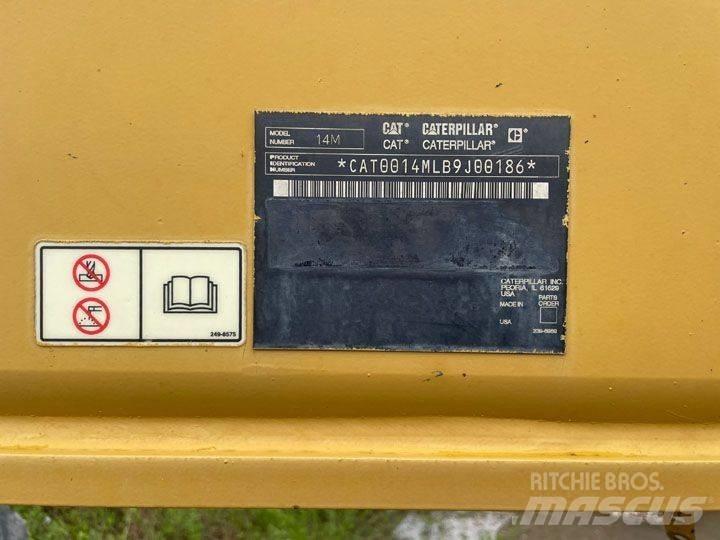 MODEL NUMBER 14M
CAT® CATERPILLAR®
CAT® CATERPILLAR®
PRODUCT IDENTIFICATION NUMBER *CAT0014MLB9J00186*
CATERPILLAR INC.
PEORIA, IL 61629
USA
MADE IN PARTS ORDER
USA
249-8575
RITCHIE BROS.
MASCUS